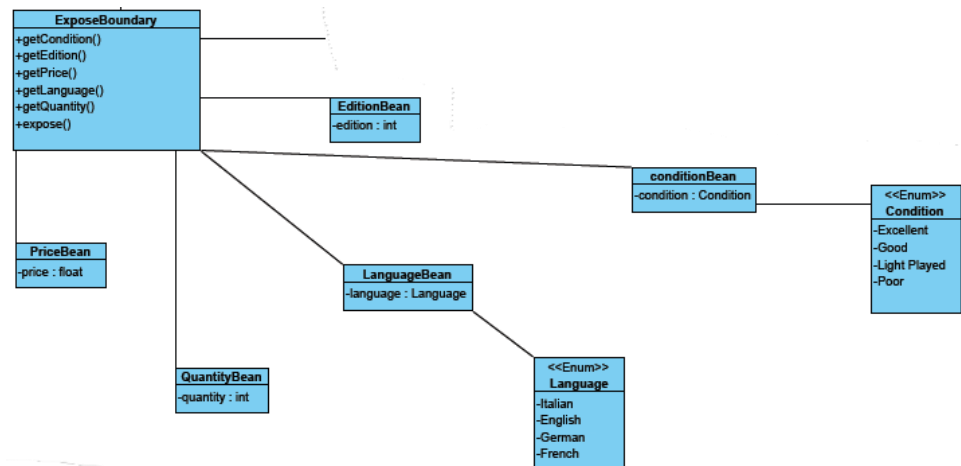 ExposeBoundary
+getCondition()
+getEdition()
+getPrice()
+getLanguage()
+getQuantity()
+expose()
EditionBean
-edition : int
conditionBean
-condition : Condition
<<Enum>>
Condition
-Excellent
-Good
-Light Played
-Poor
PriceBean
-price : float
LanguageBean
-language : Language
QuantityBean
-quantity : int
<<Enum>>
Language
-Italian
-English
-German
-French